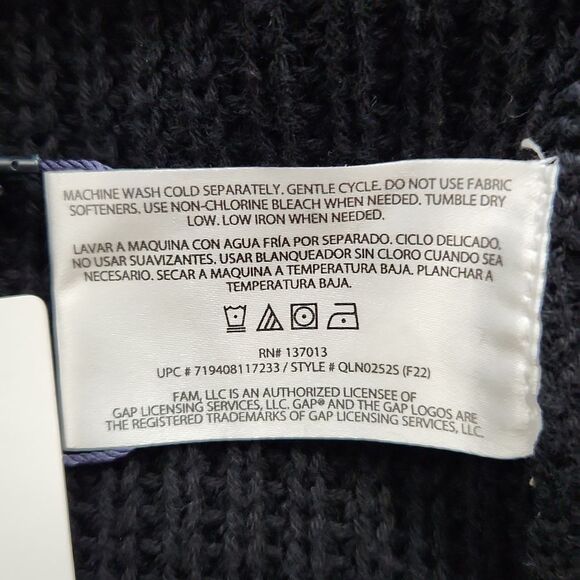 MACHINE WASH COLD SEPARATELY. GENTLE CYCLE. DO NOT USE FABRIC
SOFTENERS. USE NON-CHLORINE BLEACH WHEN NEEDED. TUMBLE DRY
LOW. LOW IRON WHEN NEEDED.
LAVAR A MAQUINA CON AGUA FRÍA POR SEPARADO. CICLO DELICADO.
NO USAR SUAVIZANTES. USAR BLANQUEADOR SIN CLORO CUANDO SEA
NECESARIO. SECAR A MAQUINA A TEMPERATURA BAJA. PLANCHAR A
TEMPERATURA BAJA.
RN# 137013
UPC # 719408117233 / STYLE # QLN0252S (F22)
FAM, LLC IS AN AUTHORIZED LICENSEE OF
GAP LICENSING SERVICES, LLC. GAP® AND THE GAP LOGOS ARE
THE REGISTERED TRADEMARKS OF GAP LICENSING SERVICES, LLC.